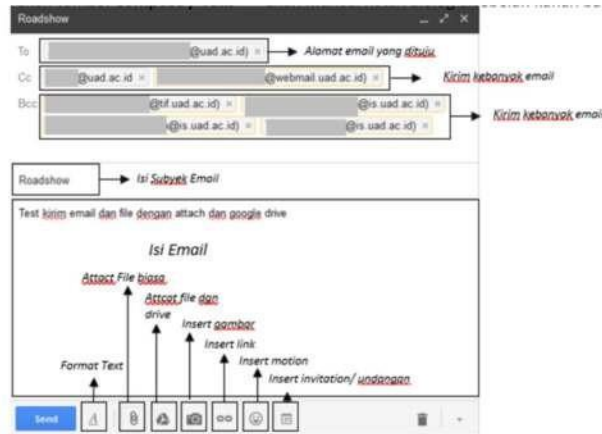 Roadshow
To @uad.ac.id) × Alamat email yang dituju
Cc @uad.ac.id × @webmail.uad.ac.id) × Kirim kebanyak email
Bcc @tif.uad.ac.id) × @is.uad.ac.id) ×
@is.uad.ac.id) × @is.uad.ac.id) × Kirim kebanyak email
Roadshow Isi Subyek Email
Test kirim email dan file dengan attach dan google drive
Isi Email
Attact File biasa
Attcat file dan
drive
Insert gambar
Insert link
Format Text
Insert motion
Insert invitation/ undangan
Send